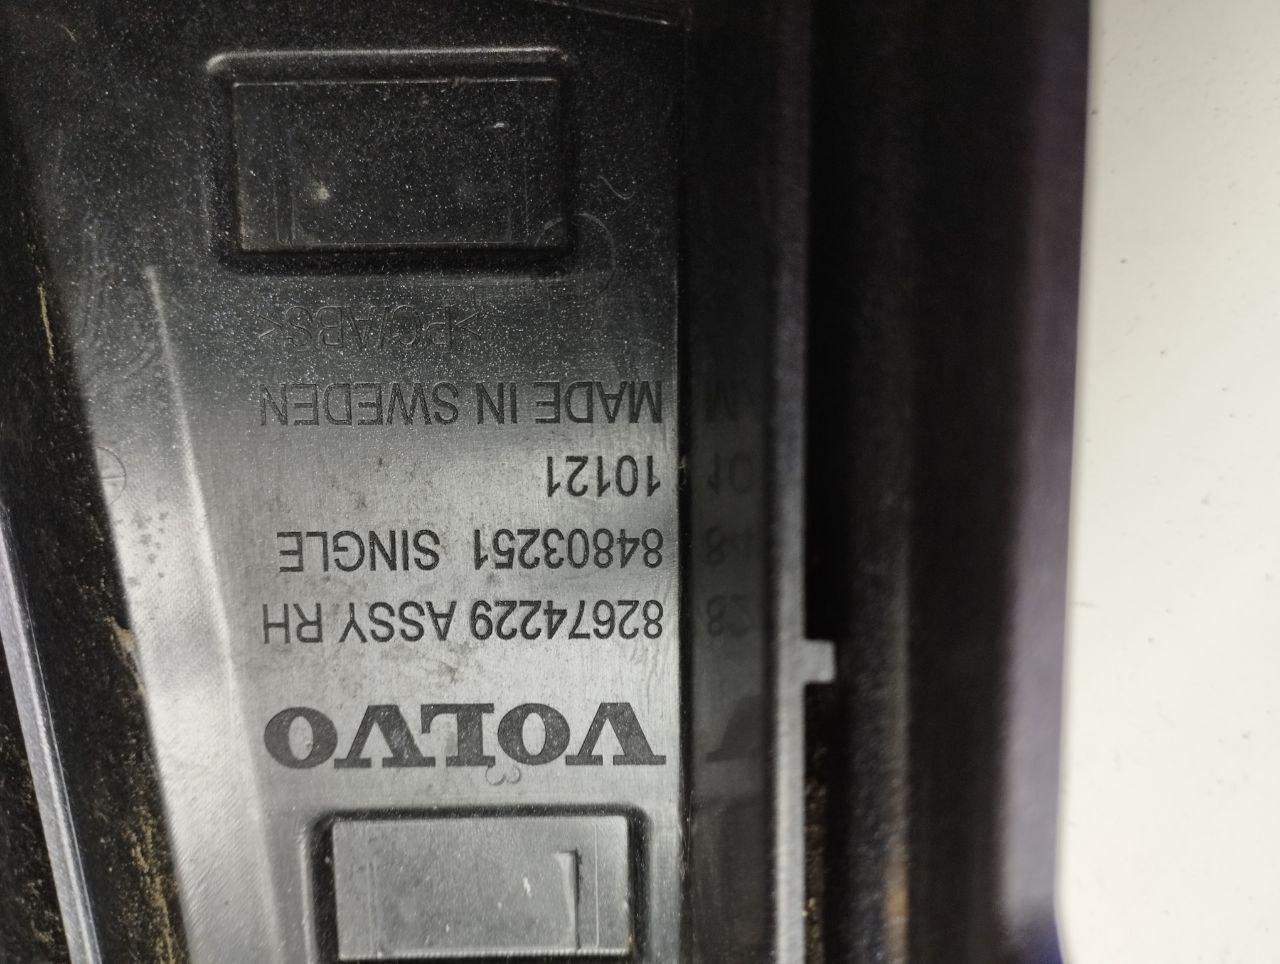 VOLVO
82674229 ASSY RH
84803251 SINGLE
10121
MADE IN SWEDEN
>PC/ABS<